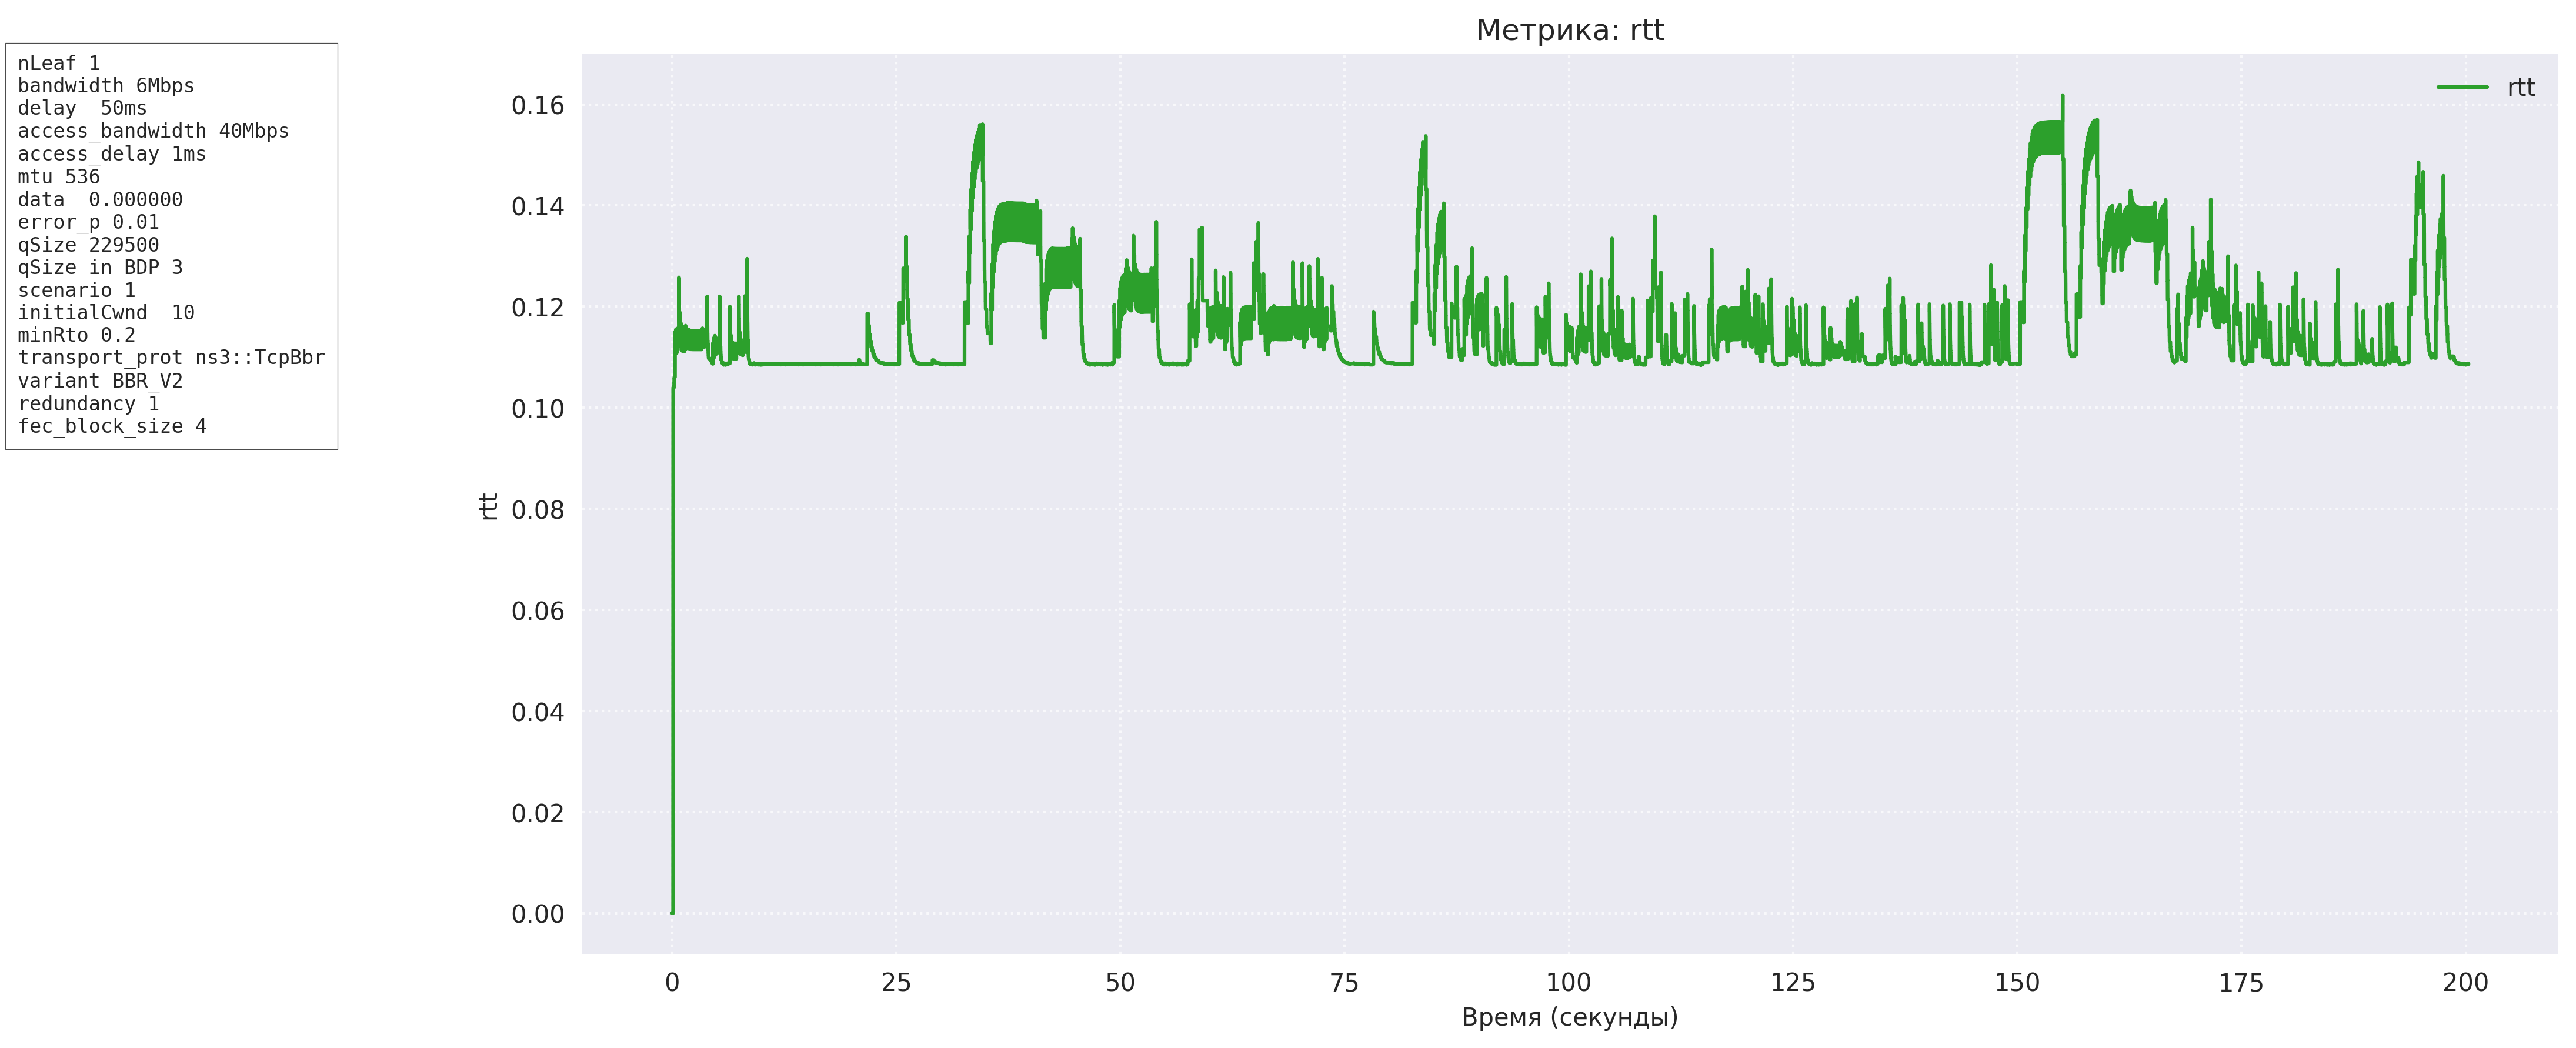 Метрика: rtt
nLeaf 1
bandwidth 6Mbps
delay  50ms
access_bandwidth 40Mbps
access_delay 1ms
mtu 536
data  0.000000
error_p 0.01
qSize 229500
qSize in BDP 3
scenario 1
initialCwnd  10
minRto 0.2
transport_prot ns3::TcpBbr
variant BBR_V2
redundancy 1
fec_block_size 4
rtt
rtt
0.16
0.14
0.12
0.10
0.08
0.06
0.04
0.02
0.00
0 25 50 75 100 125 150 175 200
Время (секунды)